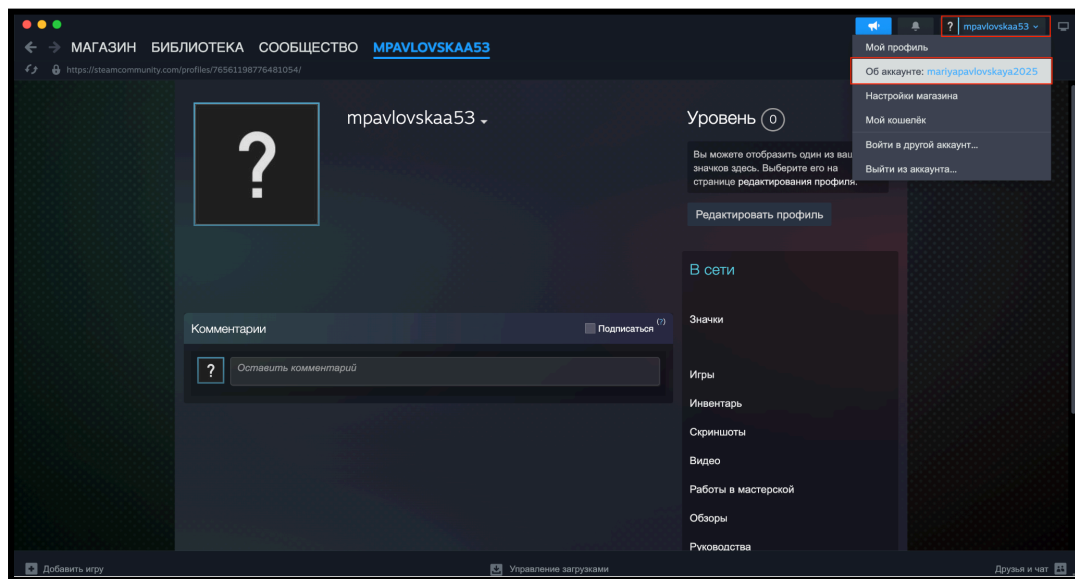 ? mpavlovskaa53
МАГАЗИН БИБЛИОТЕКА СООБЩЕСТВО MPAVLOVSKAA53
https://steamcommunity.com/profiles/76561198776481054/
Мой профиль
Об аккаунте: mariyapavlovskaya2025
Настройки магазина
Мой кошелёк
Войти в другой аккаунт...
Выйти из аккаунта...
?
mpavlovskaa53
Уровень 0
Вы можете отобразить один из ваш
значков здесь. Выберите его на
странице редактирования профиля.
Редактировать профиль
В сети
Значки
Игры
Инвентарь
Скриншоты
Видео
Работы в мастерской
Обзоры
Руководства
Комментарии
Подписаться (?)
?
Оставить комментарий
Добавить игру
Управление загрузками
Друзья и чат